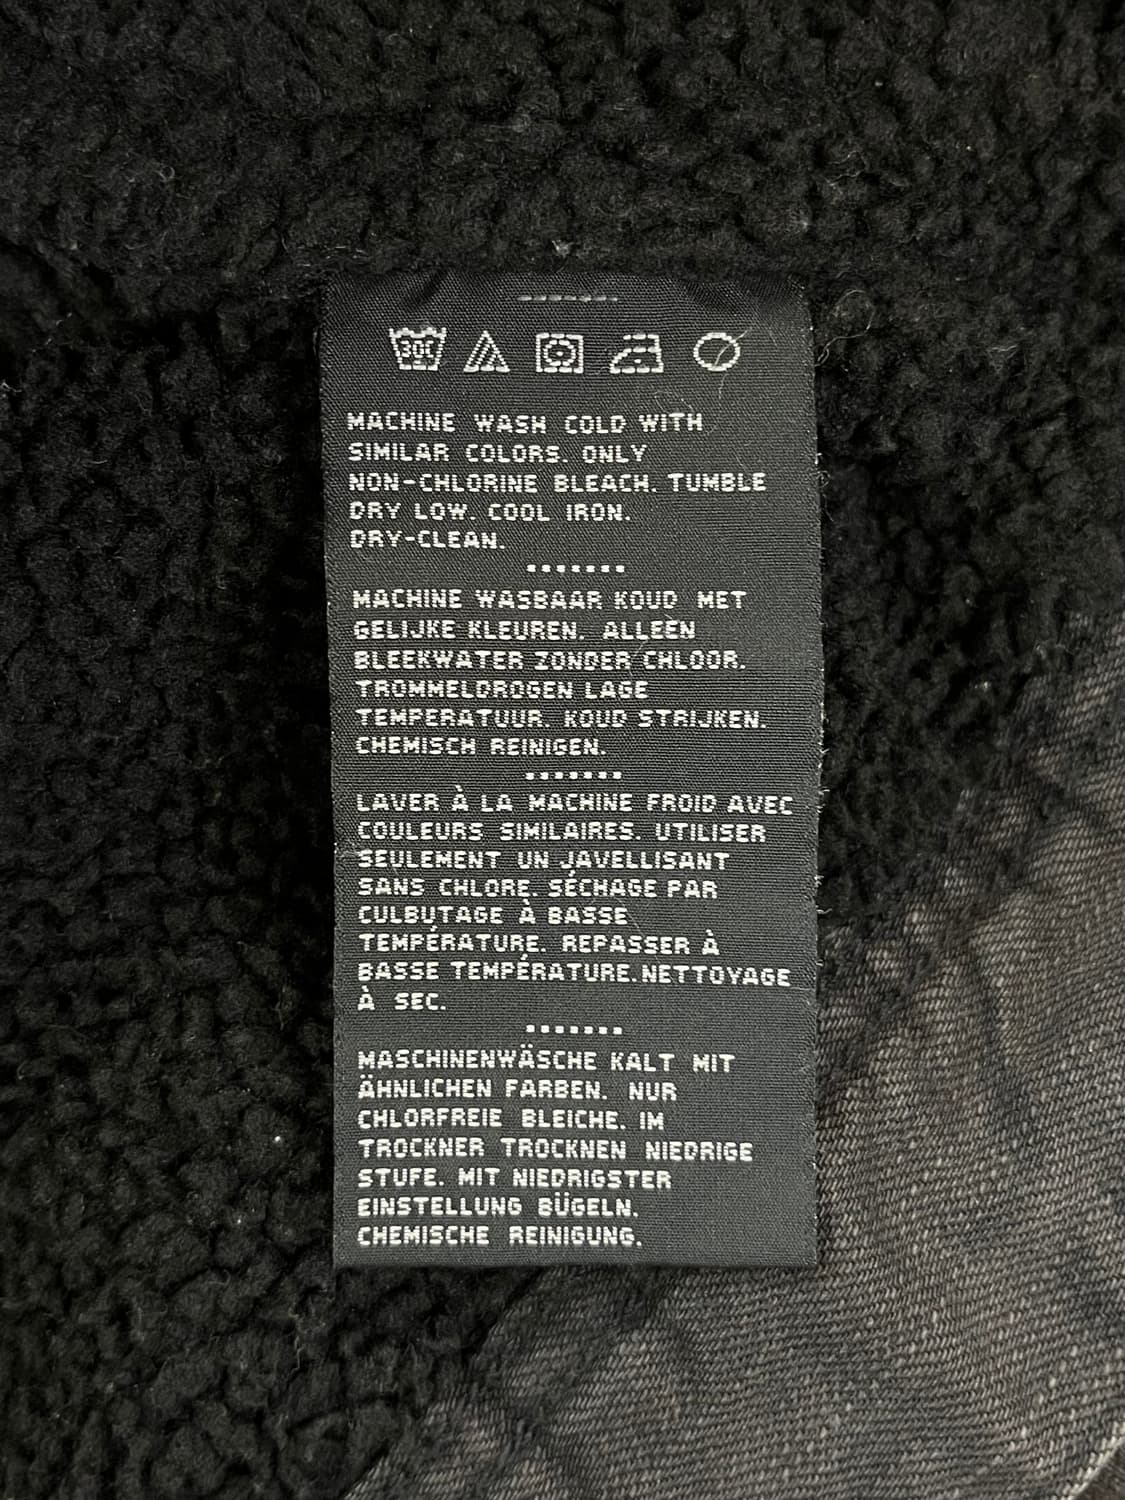 30C
MACHINE WASH COLD WITH
SIMILAR COLORS. ONLY
NON-CHLORINE BLEACH. TUMBLE
DRY LOW. COOL IRON.
DRY-CLEAN.
MACHINE WASBAAR KOUD MET
GELIJKE KLEUREN. ALLEEN
BLEEKWATER ZONDER CHLOOR.
TROMMELDROGEN LAGE
TEMPERATUUR. KOUD STRIJKEN.
CHEMISCH REINIGEN.
LAVER À LA MACHINE FROID AVEC
COULEURS SIMILAIRES. UTILISER
SEULEMENT UN JAVELLISANT
SANS CHLORE. SÉCHAGE PAR
CULBUTAGE À BASSE
TEMPÉRATURE. REPASSER À
BASSE TEMPÉRATURE.NETTOYAGE
À SEC.
MASCHINENWÄSCHE KALT MIT
ÄHNLICHEN FARBEN. NUR
CHLORFREIE BLEICHE. IM
TROCKNER TROCKNEN NIEDRIGE
STUFE. MIT NIEDRIGSTER
EINSTELLUNG BÜGELN.
CHEMISCHE REINIGUNG.